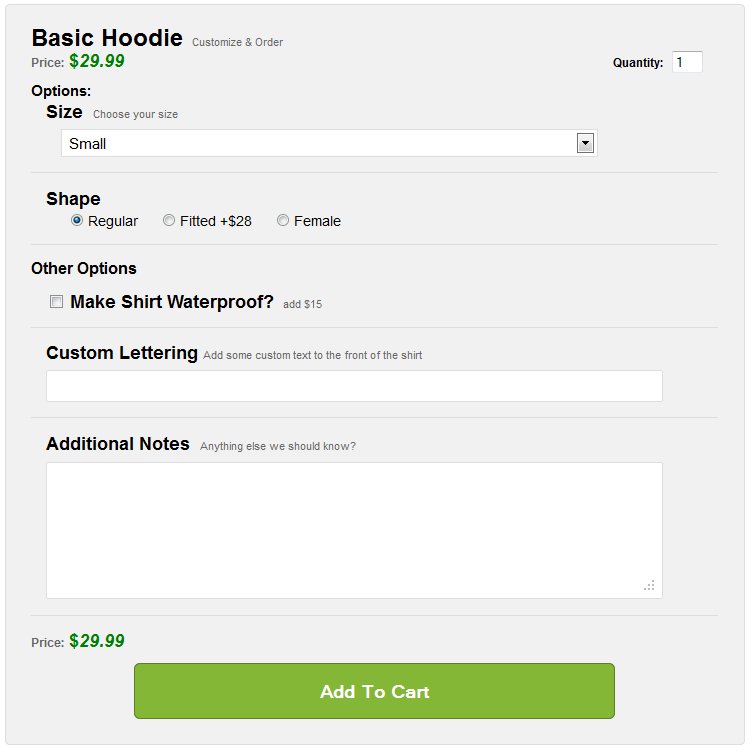 Basic Hoodie Customize & Order
Price: $29.99 Quantity: 1
Options:
Size Choose your size
Small
Shape
Regular Fitted +$28 Female
Other Options
Make Shirt Waterproof? add $15
Custom Lettering Add some custom text to the front of the shirt
Additional Notes Anything else we should know?
Price: $29.99
Add To Cart